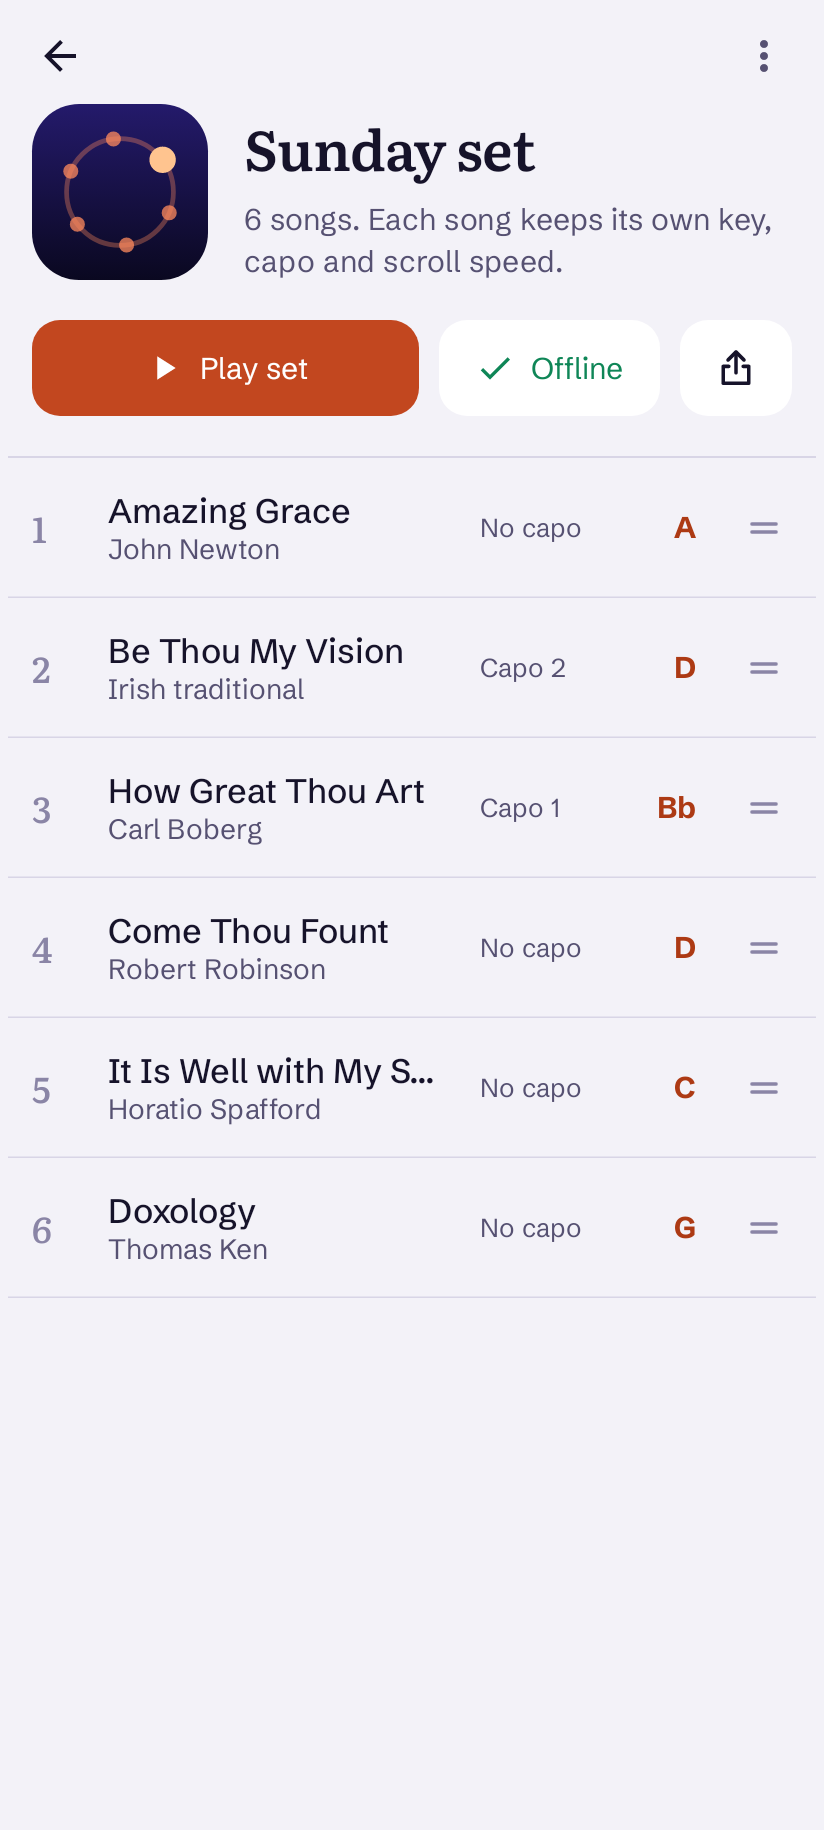 Sunday set
6 songs. Each song keeps its own key,
capo and scroll speed.
Play set
Offline
1
Amazing Grace
John Newton
No capo
A
2
Be Thou My Vision
Irish traditional
Capo 2
D
3
How Great Thou Art
Carl Boberg
Capo 1
Bb
4
Come Thou Fount
Robert Robinson
No capo
D
5
It Is Well with My S...
Horatio Spafford
No capo
C
6
Doxology
Thomas Ken
No capo
G